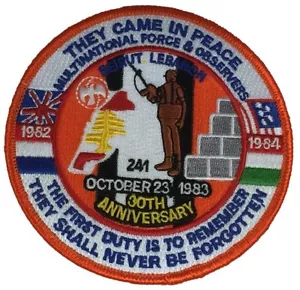 THEY CAME IN PEACE
MULTINATIONAL FORCE & OBSERVERS
BEIRUT LEBANON
1982
1984
241
OCTOBER 23 1983
30TH
ANNIVERSARY
THE FIRST DUTY IS TO REMEMBER
THEY SHALL NEVER BE FORGOTTEN